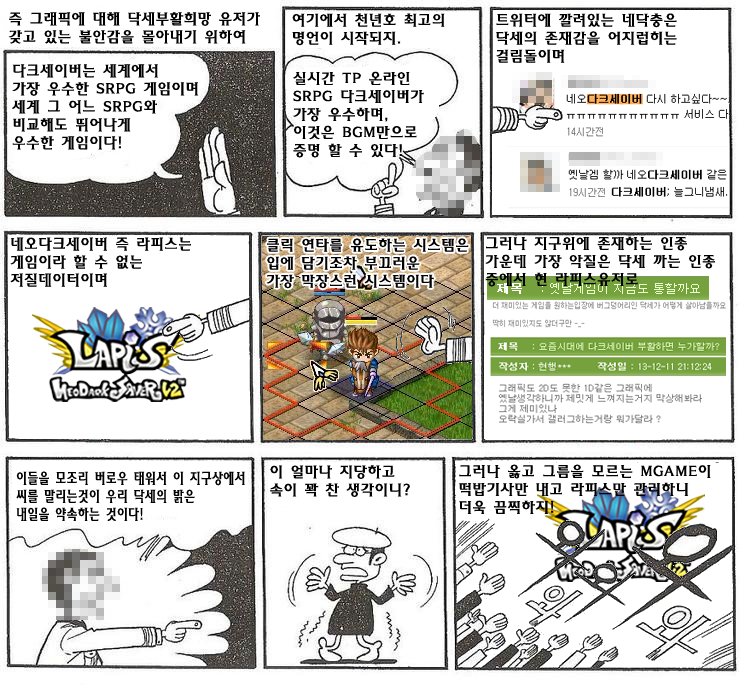 즉 그래픽에 대해 닥세부활희망 유저가
갖고 있는 불안감을 몰아내기 위하여
다크세이버는 세계에서
가장 우수한 SRPG 게임이며
세계 그 어느 SRPG와
비교해도 뛰어나게
우수한 게임이다!
여기에서 천년호 최고의
명언이 시작되지.
실시간 TP 온라인
SRPG 다크세이버가
가장 우수하며,
이것은 BGM만으로
증명 할 수 있다!
트위터에 깔려있는 네닥충은
닥세의 존재감을 어지럽히는
걸림돌이며
네오다크세이버 다시 하고싶다~~
ㅠㅠㅠㅠㅠㅠㅠㅠㅠㅠㅠ 서비스 다
14시간전
옛날겜 할까 네오다크세이버 같은
19시간전 다크세이버; 늘그니냄새.
네오다크세이버 즉 라피스는
게임이라 할 수 없는
저질데이터이며
LAPIS
NEODARKSAVER V2
클릭 연타를 유도하는 시스템은
입에 담기조차 부끄러운
가장 막장스런 시스템이다
그러나 지구위에 존재하는 인종
가운데 가장 악질은 닥세 까는 인종
중에서 현 라피스유저로
제목 : 옛날게임이 지금도 통할까요
더 재미있는 게임을 원하는입장에 버그덩어리인 닥세가 어떻게 살아남을까요
딱히 재미있지도 않더구만 -_-
제목 : 요즘시대에 다크세이버 부활하면 누가할까?
작성자 : 현행*** 작성일 : 13-12-11 21:12:24
그래픽도 2D도 못한 1D같은 그래픽에
옛날생각하니까 재밋게 느껴지는거지 막상해봐라
그게 재미있나
오락실가서 갤러그하는거랑 뭐가달라 ?
이들을 모조리 버로우 태워서 이 지구상에서
씨를 말리는것이 우리 닥세의 밝은
내일을 약속하는 것이다!
이 얼마나 지당하고
속이 꽉 찬 생각이니?
그러나 옳고 그름을 모르는 MGAME이
떡밥기사만 내고 라피스만 관리하니
더욱 끔찍하지!
LAPIS
NEODARKSAVER V2
와
와